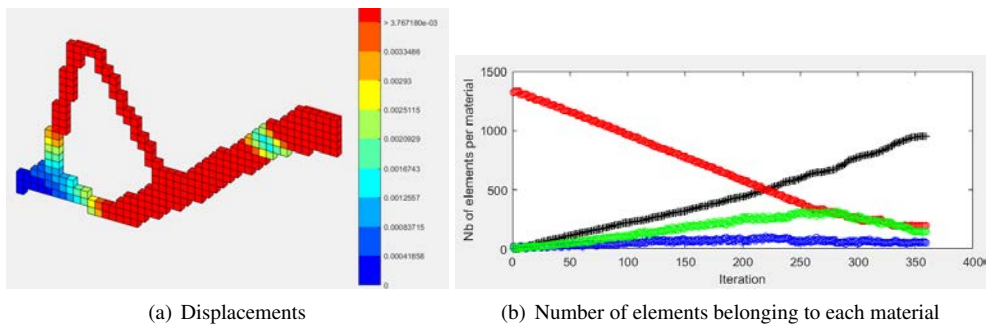 > 3.767180e-03
0.0033486
0.00293
0.0025115
0.0020929
0.0016743
0.0012557
0.00083715
0.00041858
0
(a) Displacements
Nb of elements per material
1500
1000
500
0
0 50 100 150 200 250 300 350 400
Iteration
(b) Number of elements belonging to each material